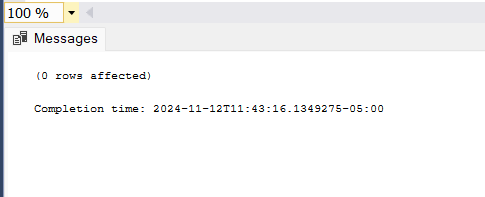 100 %
Messages
(0 rows affected)
Completion time: 2024-11-12T11:43:16.1349275-05:00